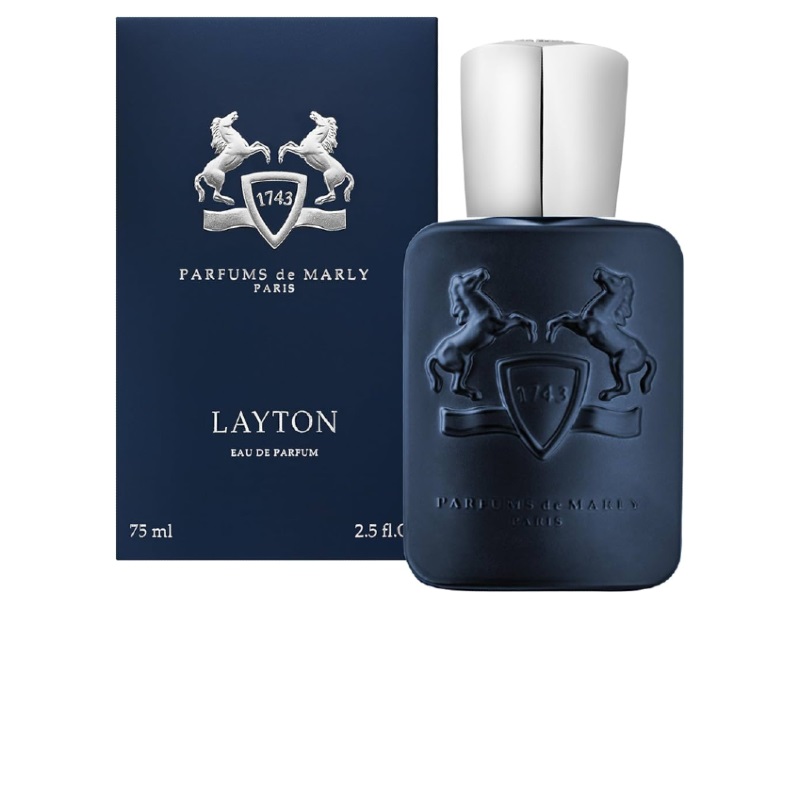 1743
PARFUMS de MARLY
PARIS
LAYTON
EAU DE PARFUM
75 ml
2.5 fl.
1743
PARFUMS de MARLY
PARIS